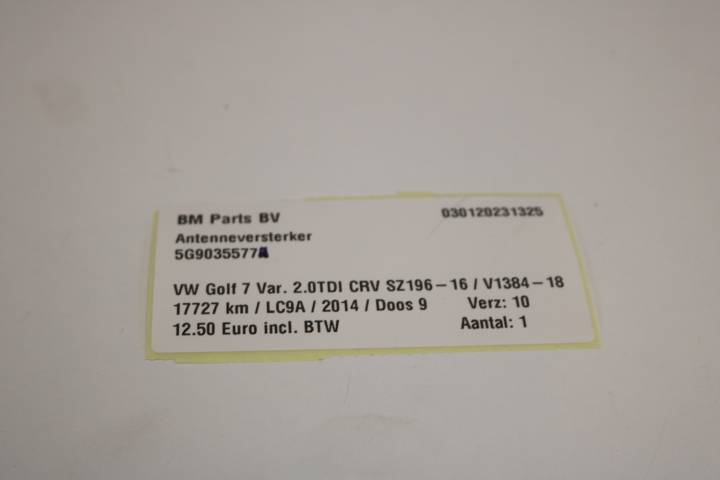 BM Parts BV 030120231325
Antenneversterker
5G9035577A
VW Golf 7 Var. 2.0TDI CRV SZ196-16 / V1384-18
17727 km / LC9A / 2014 / Doos 9 Verz: 10
12.50 Euro incl. BTW Aantal: 1